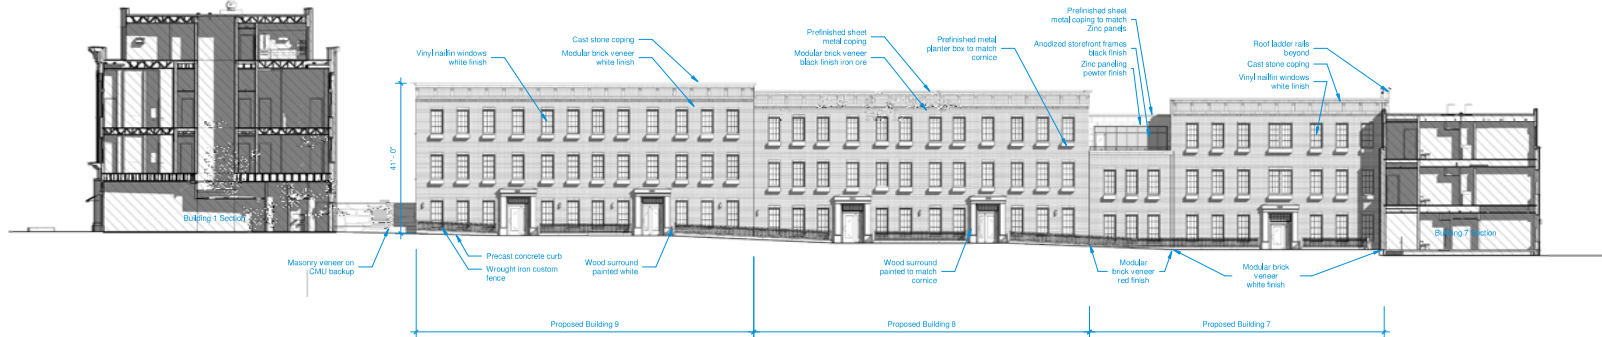 Vinyl nailfin windows
white finish
Cast stone coping
Modular brick veneer
white finish
Prefinished sheet
metal coping
Modular brick veneer
black finish iron ore
Prefinished metal
planter box to match
cornice
Prefinished sheet
metal coping to match
Zinc panels
Anodized storefront frames
black finish
Zinc paneling
pewter finish
Roof ladder rails
beyond
Cast stone coping
Vinyl nailfin windows
white finish
41' - 0"
Building 1 Section
Building 7 Section
Masonry veneer on
CMU backup
Precast concrete curb
Wrought iron custom
fence
Wood surround
painted white
Wood surround
painted to match
cornice
Modular
brick veneer
red finish
Modular brick
veneer
white finish
Proposed Building 9
Proposed Building 8
Proposed Building 7